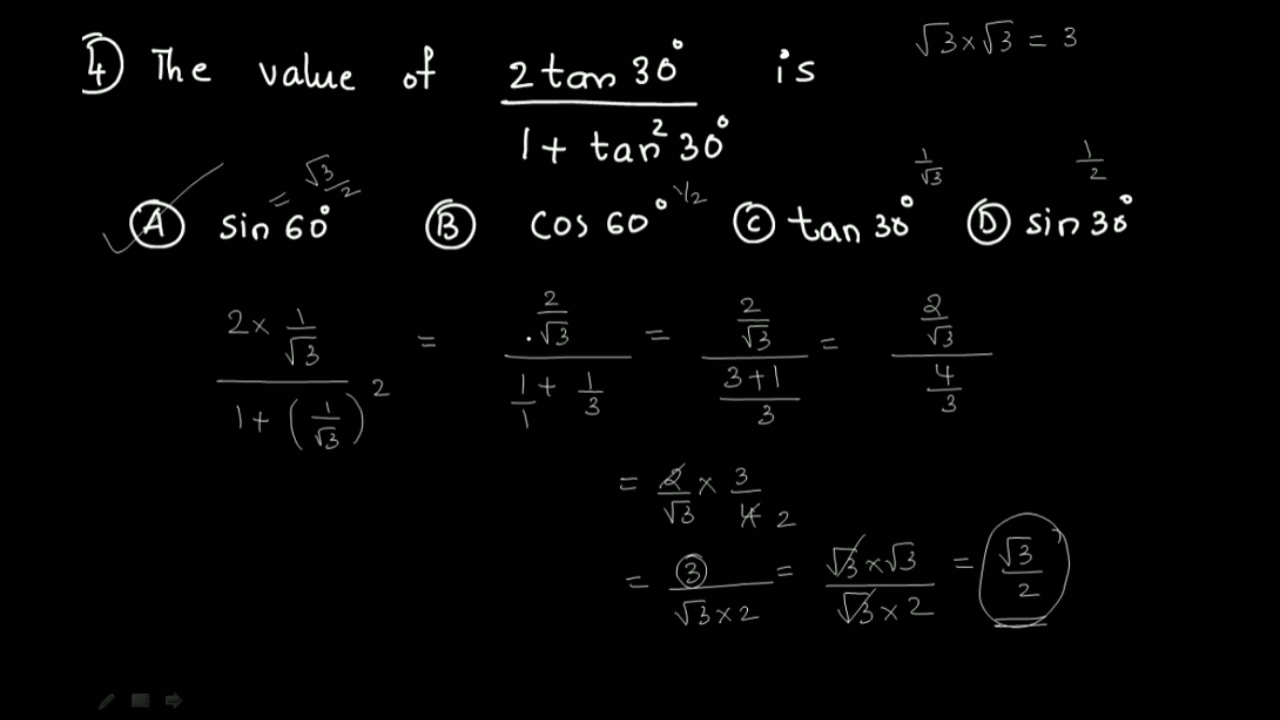 √3 × √3 = 3
4) The value of 2 tan 30° / 1 + tan² 30° is
(A) sin 60° = √3/2 (B) cos 60° 1/2 (C) tan 30° 1/√3 (D) sin 30° 1/2
2 × 1/√3 / 1 + (1/√3)² = 2/√3 / 1/1 + 1/3 = 2/√3 / 3+1/3 = 2/√3 / 4/3
= 2/√3 × 3/4 2
= 3 / √3 × 2 = √3 × √3 / √3 × 2 = √3/2